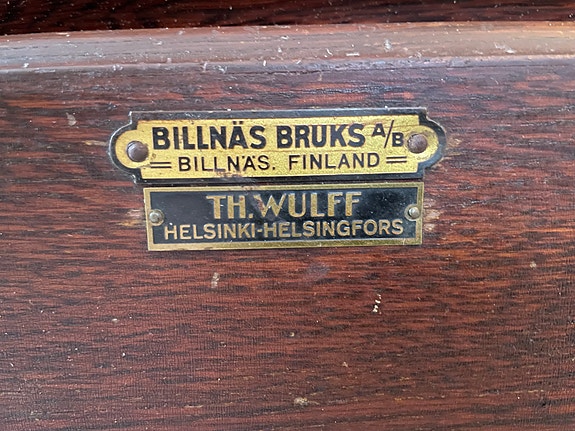 BILLNÄS BRUKS A/B
BILLNÄS. FINLAND
TH. WULFF
HELSINKI-HELSINGFORS